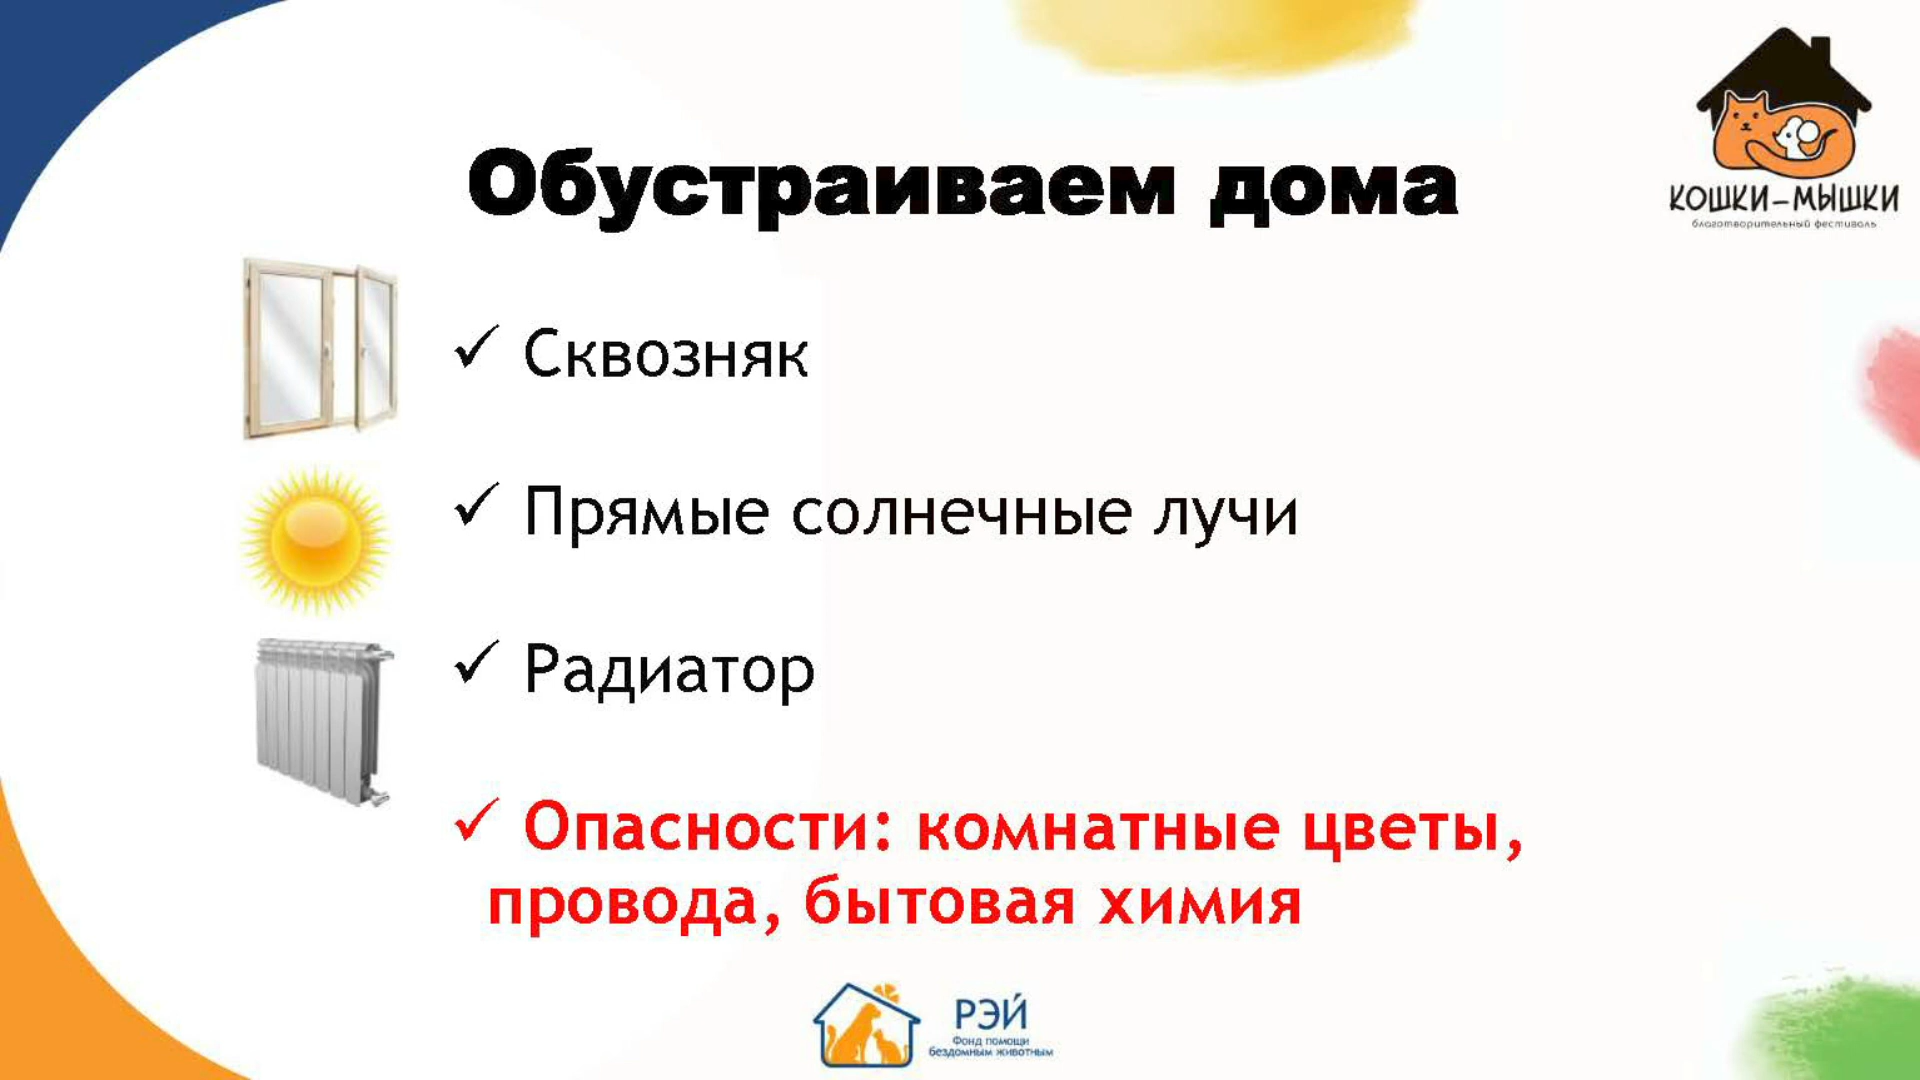 КОШКИ-МЫШКИ
благотворительный фестиваль
Обустраиваем дома
✓ Сквозняк
✓ Прямые солнечные лучи
✓ Радиатор
✓ Опасности: комнатные цветы,
провода, бытовая химия
РЭЙ
Фонд помощи
бездомным животным